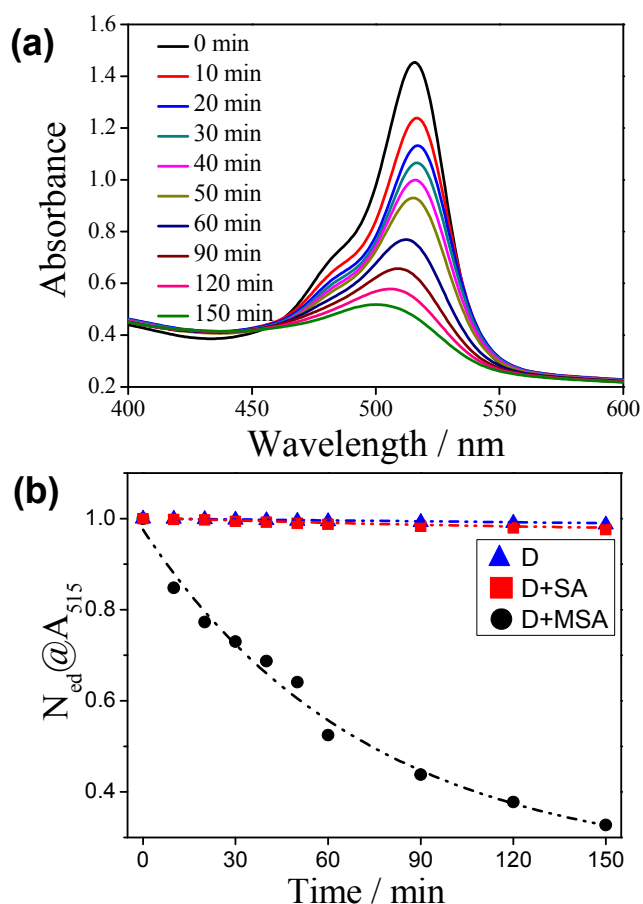 (a)
1.6
1.4
1.2
1.0
0.8
0.6
0.4
0.2
Absorbance
0 min
10 min
20 min
30 min
40 min
50 min
60 min
90 min
120 min
150 min
400 450 500 550 600
Wavelength / nm
(b)
1.0
0.8
0.6
0.4
N_ed@A_515
D
D+SA
D+MSA
0 30 60 90 120 150
Time / min